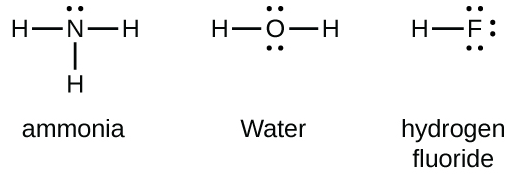 H N H H O H H F
H
ammonia Water hydrogen
fluoride